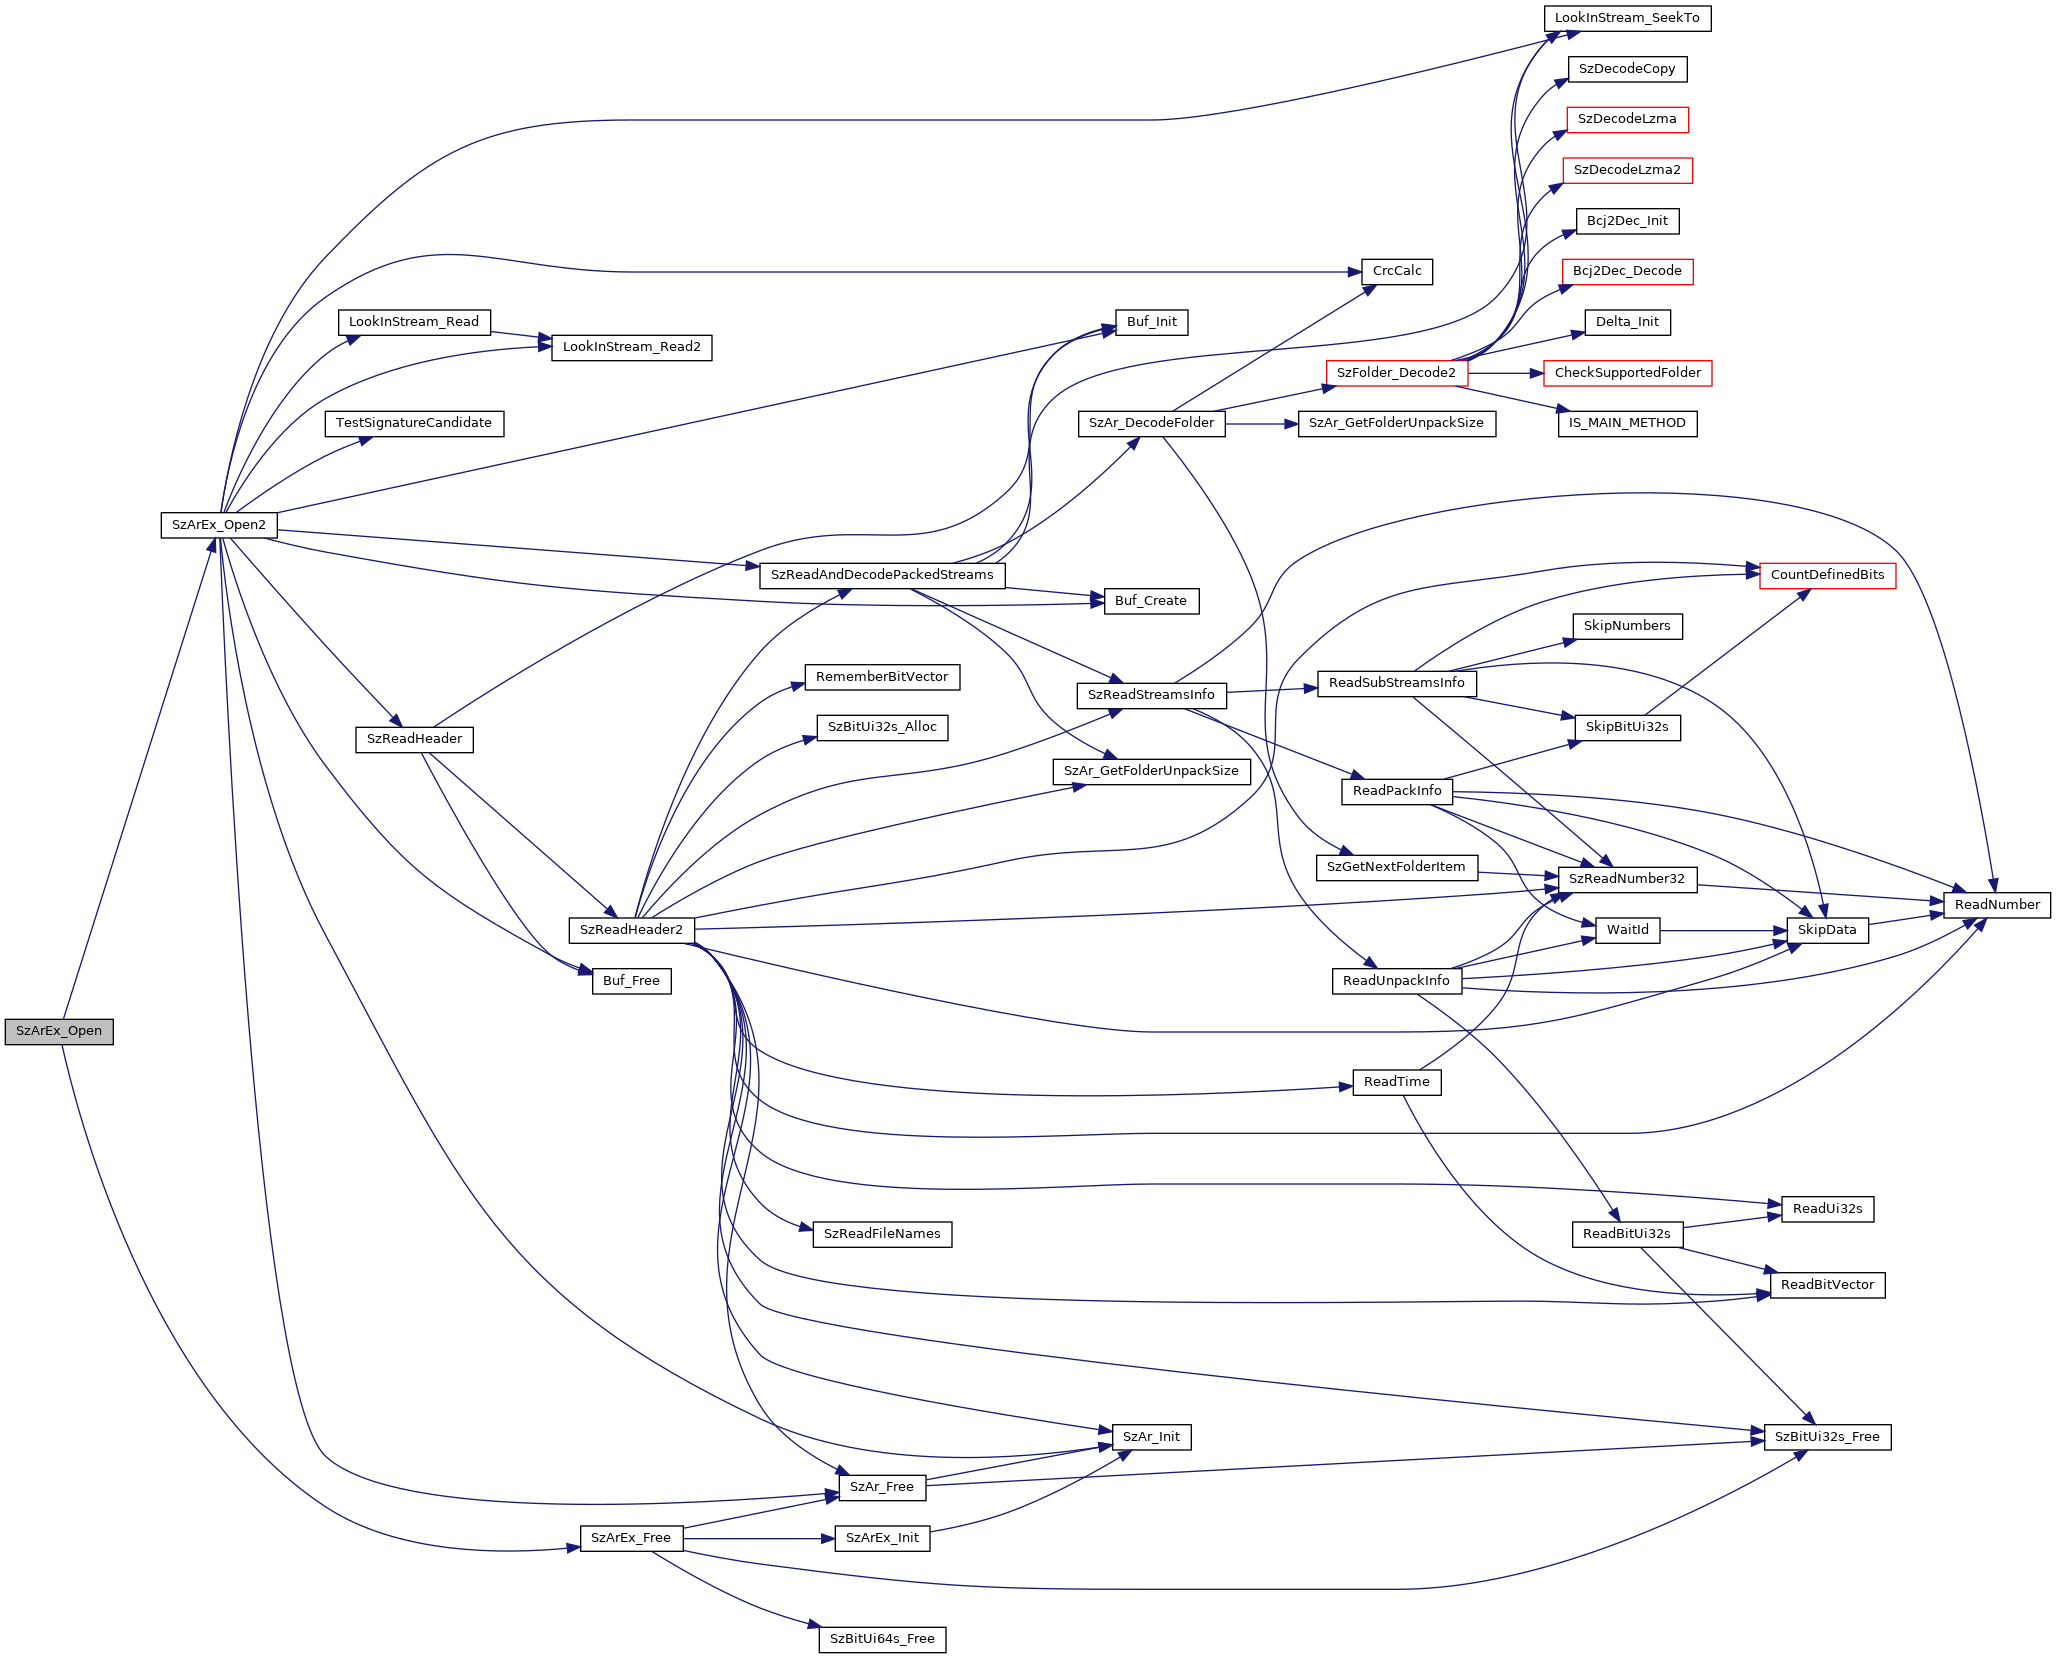 LookInStream_SeekTo
SzDecodeCopy
SzDecodeLzma
SzDecodeLzma2
Bcj2Dec_Init
Bcj2Dec_Decode
CrcCalc
LookInStream_Read
Buf_Init
Delta_Init
LookInStream_Read2
SzFolder_Decode2
CheckSupportedFolder
TestSignatureCandidate
SzAr_DecodeFolder
SzAr_GetFolderUnpackSize
IS_MAIN_METHOD
SzArEx_Open2
SzReadAndDecodePackedStreams
CountDefinedBits
Buf_Create
SkipNumbers
RememberBitVector
SzReadStreamsInfo
ReadSubStreamsInfo
SzBitUi32s_Alloc
SkipBitUi32s
SzReadHeader
SzAr_GetFolderUnpackSize
ReadPackInfo
SzGetNextFolderItem
SzReadNumber32
ReadNumber
SzReadHeader2
WaitId
SkipData
Buf_Free
ReadUnpackInfo
SzArEx_Open
ReadTime
ReadUi32s
SzReadFileNames
ReadBitUi32s
ReadBitVector
SzAr_Init
SzBitUi32s_Free
SzAr_Free
SzArEx_Free
SzArEx_Init
SzBitUi64s_Free